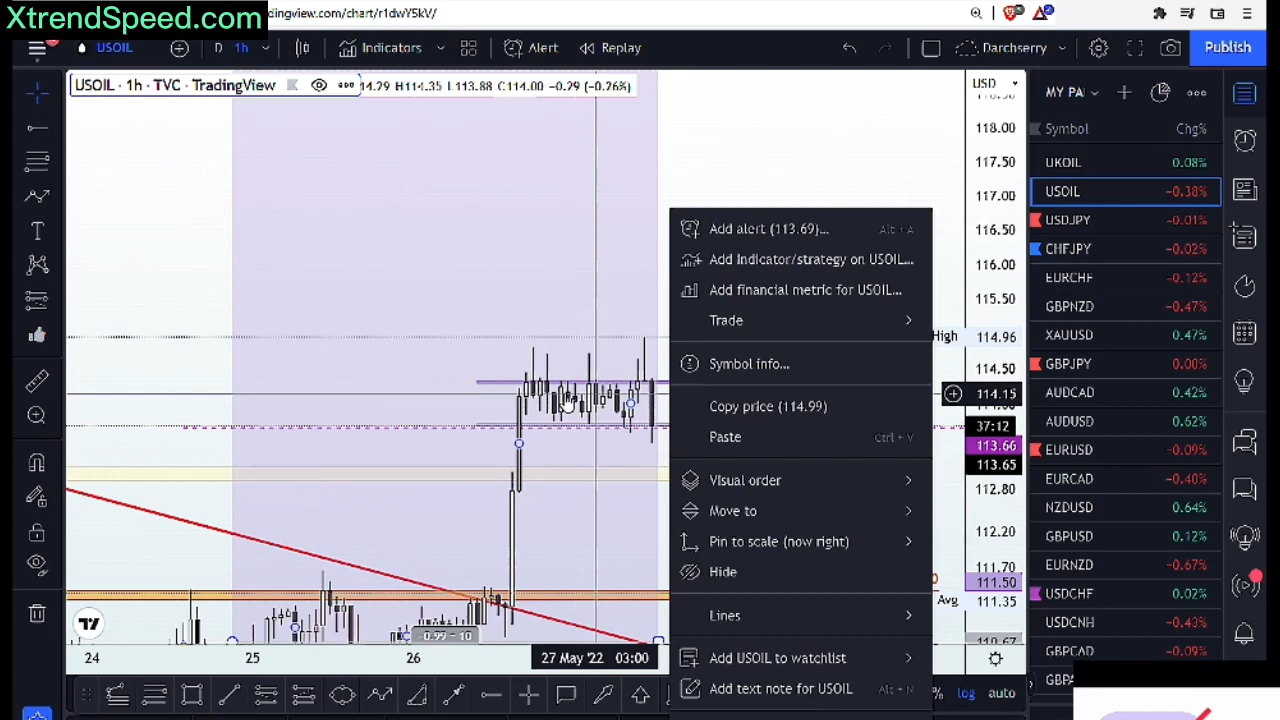 XtrendSpeed.com
dingview.com/chart/r1dwY5kV/
USOIL
D
1h
Indicators
Alert
Replay
Darchserry
Publish
USOIL · 1h · TVC · TradingView
14.29 H114.35 L113.88 C114.00 −0.29 (−0.26%)
USD
118.00
117.50
117.00
116.50
116.00
115.50
High 114.96
114.50
114.15
37:12
113.66
113.65
112.80
112.20
111.70
111.50
Avg 111.35
110.67
MY PA
Symbol Chg%
UKOIL 0.08%
USOIL −0.38%
USDJPY −0.01%
CHFJPY −0.02%
EURCHF −0.12%
GBPNZD −0.47%
XAUUSD 0.47%
GBPJPY 0.00%
AUDCAD 0.42%
AUDUSD 0.62%
EURUSD −0.09%
EURCAD −0.40%
NZDUSD 0.64%
GBPUSD 0.12%
EURNZD −0.67%
USDCHF 0.02%
USDCNH −0.43%
GBPCAD −0.09%
Add alert (113.69)... Alt + A
Add indicator/strategy on USOIL...
Add financial metric for USOIL...
Trade
Symbol info...
Copy price (114.99)
Paste Ctrl + V
Visual order
Move to
Pin to scale (now right)
Hide
Lines
Add USOIL to watchlist
Add text note for USOIL Alt + N
−0.99 − 10
24
25
26
27 May '22 03:00
%
log
auto